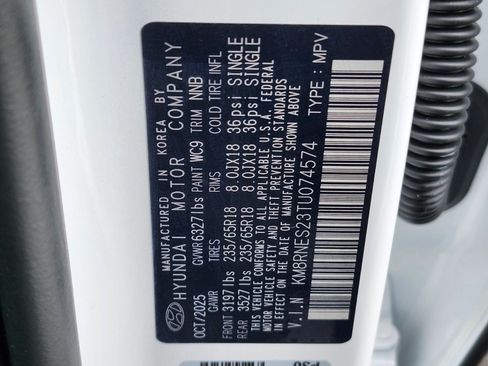 MANUFACTURED IN KOREA BY
HYUNDAI MOTOR COMPANY
GVWR 6327 lbs PAINT WC9 TRIM NNB
OCT/2025 GAWR TIRES RIMS COLD TIRE INFL
FRONT 3197 lbs 235/65R18 8.0JX18 36psi SINGLE
REAR 3527 lbs 235/65R18 8.0JX18 36psi SINGLE
THIS VEHICLE CONFORMS TO ALL APPLICABLE U.S.A. FEDERAL
MOTOR VEHICLE SAFETY AND THEFT PREVENTION STANDARDS
IN EFFECT ON THE DATE OF MANUFACTURE SHOWN ABOVE
V.I.N KM8RNES23TU074574 TYPE : MPV